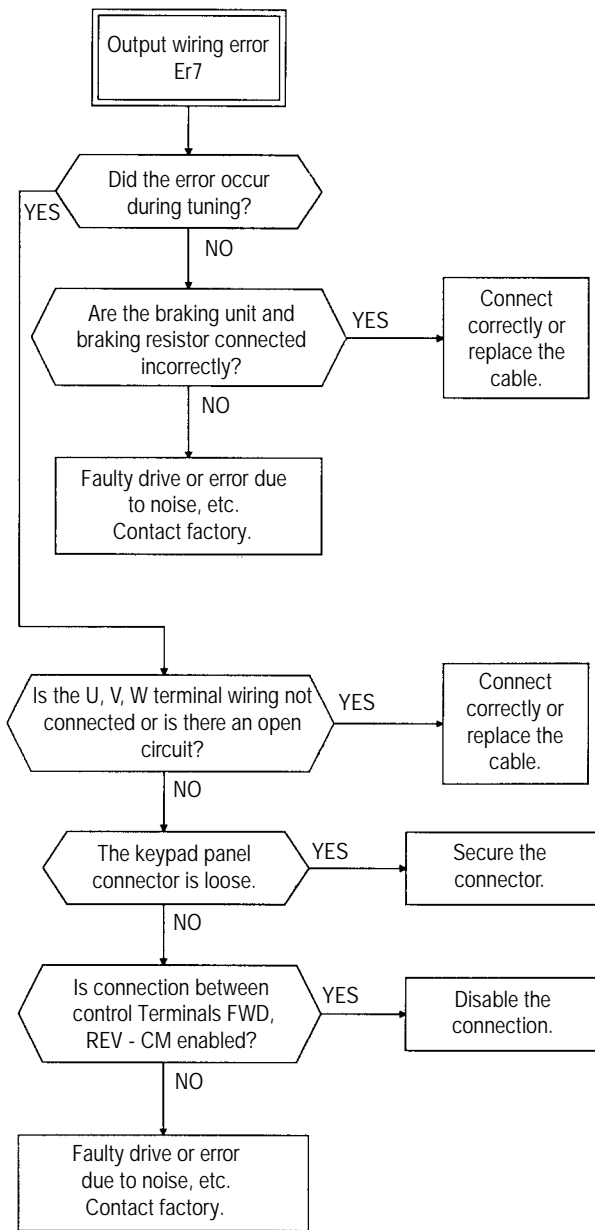 Output wiring error
Er7
Did the error occur
during tuning?
YES
NO
Are the braking unit and
braking resistor connected
incorrectly?
YES
Connect
correctly or
replace the
cable.
NO
Faulty drive or error due
to noise, etc.
Contact factory.
Is the U, V, W terminal wiring not
connected or is there an open
circuit?
YES
Connect
correctly or
replace the
cable.
NO
The keypad panel
connector is loose.
YES
Secure the
connector.
NO
Is connection between
control Terminals FWD,
REV - CM enabled?
YES
Disable the
connection.
NO
Faulty drive or error
due to noise, etc.
Contact factory.